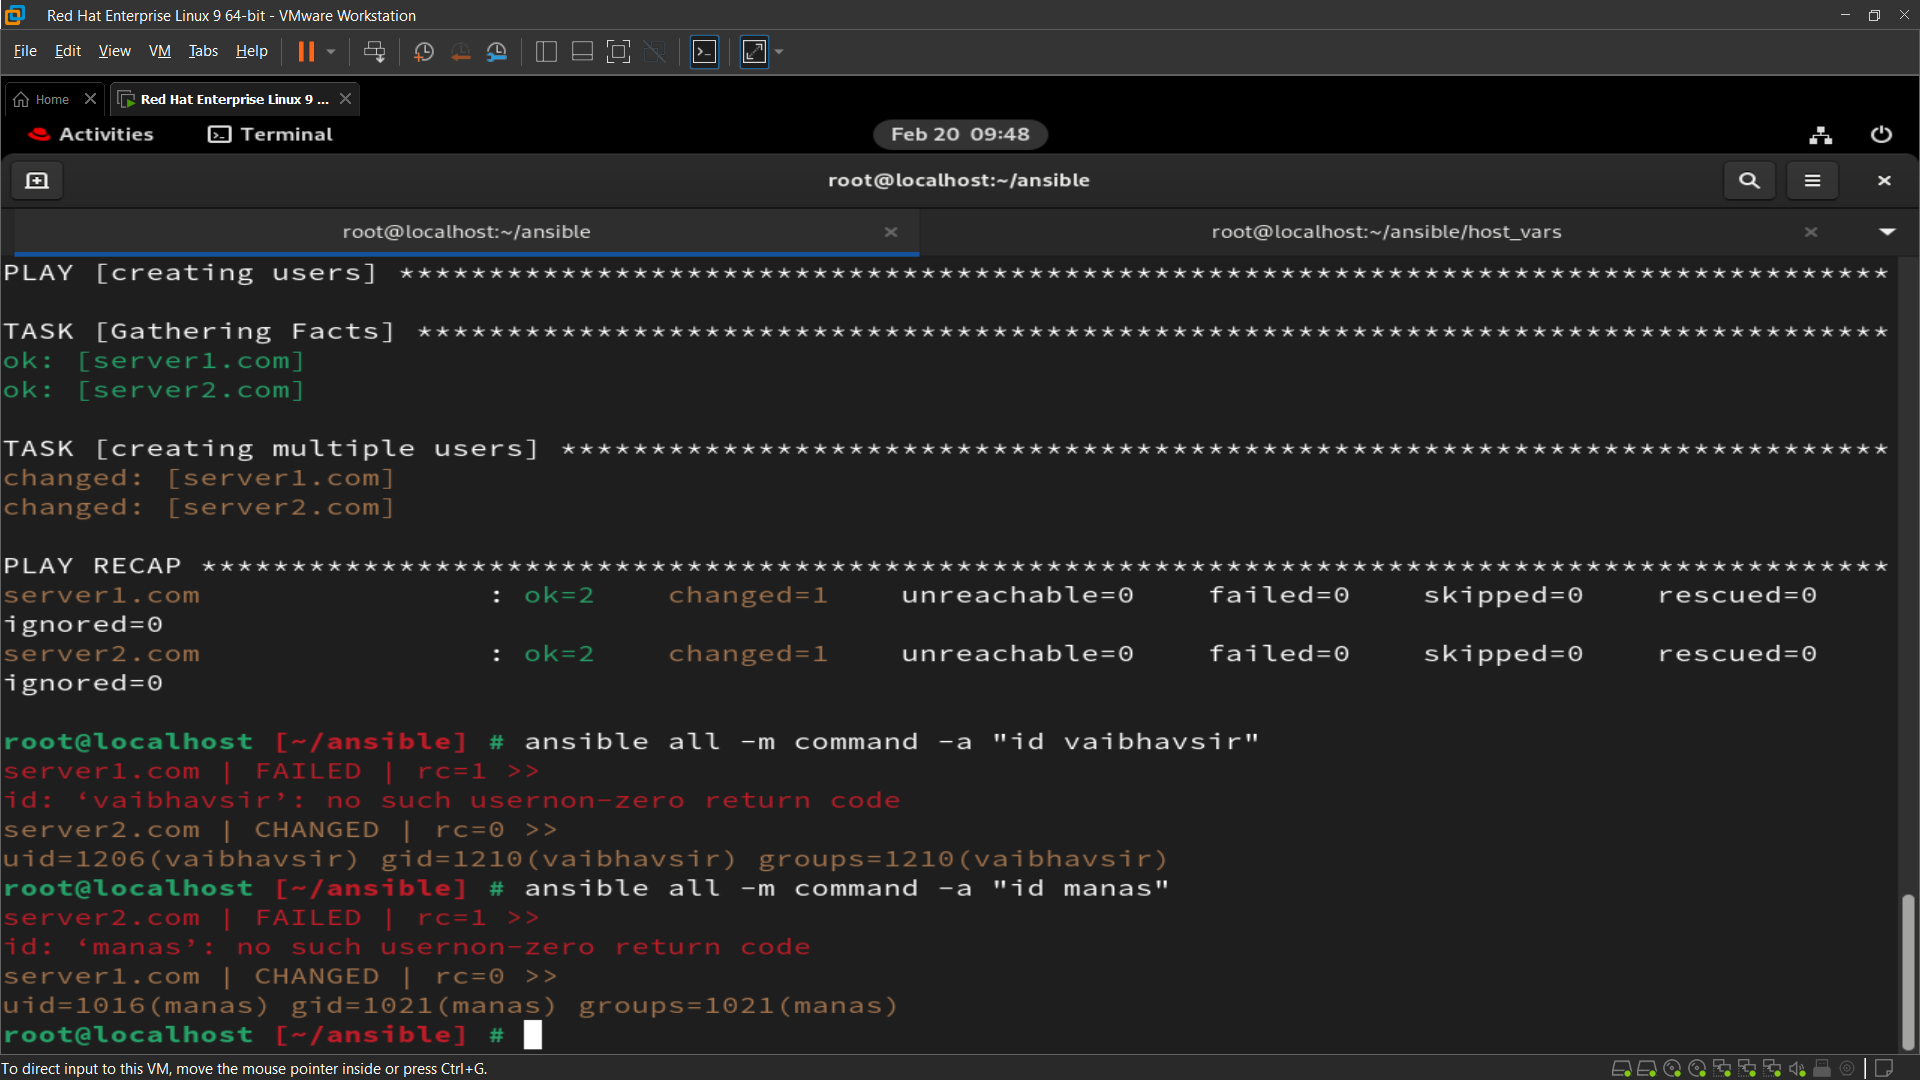 Red Hat Enterprise Linux 9 64-bit - VMware Workstation
File Edit View VM Tabs Help
Home
Red Hat Enterprise Linux 9 ...
Activities Terminal Feb 20 09:48
root@localhost:~/ansible
root@localhost:~/ansible root@localhost:~/ansible/host_vars
PLAY [creating users] ***********************************************************************************
TASK [Gathering Facts] **********************************************************************************
ok: [server1.com]
ok: [server2.com]
TASK [creating multiple users] **************************************************************************
changed: [server1.com]
changed: [server2.com]
PLAY RECAP **********************************************************************************************
server1.com : ok=2 changed=1 unreachable=0 failed=0 skipped=0 rescued=0
ignored=0
server2.com : ok=2 changed=1 unreachable=0 failed=0 skipped=0 rescued=0
ignored=0
root@localhost [~/ansible] # ansible all -m command -a "id vaibhavsir"
server1.com | FAILED | rc=1 >>
id: ‘vaibhavsir’: no such usernon-zero return code
server2.com | CHANGED | rc=0 >>
uid=1206(vaibhavsir) gid=1210(vaibhavsir) groups=1210(vaibhavsir)
root@localhost [~/ansible] # ansible all -m command -a "id manas"
server2.com | FAILED | rc=1 >>
id: ‘manas’: no such usernon-zero return code
server1.com | CHANGED | rc=0 >>
uid=1016(manas) gid=1021(manas) groups=1021(manas)
root@localhost [~/ansible] #
To direct input to this VM, move the mouse pointer inside or press Ctrl+G.